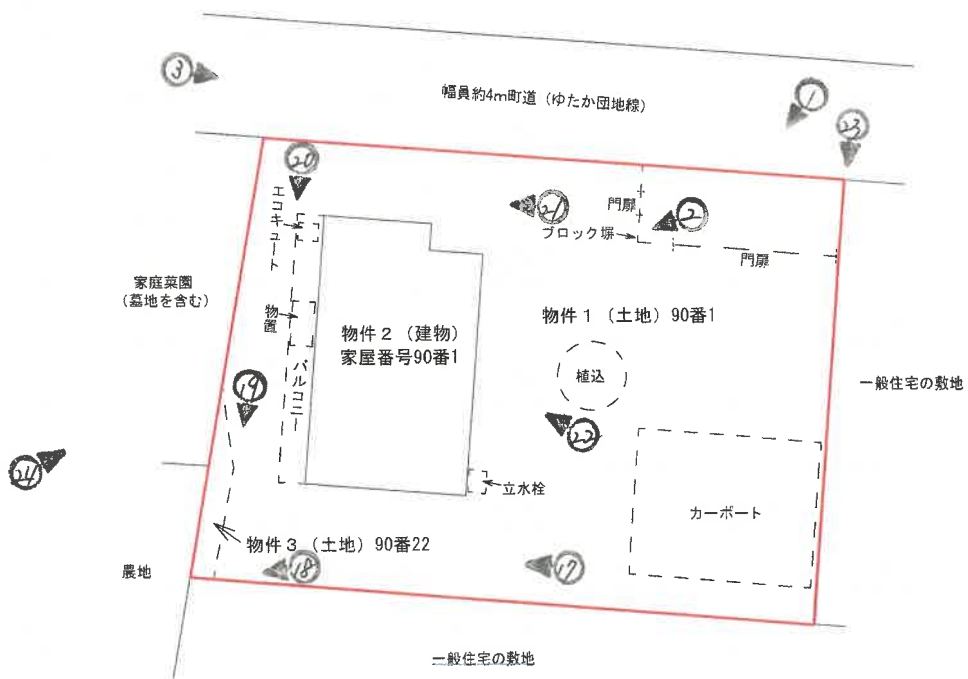 ③
幅員約4m町道（ゆたか団地線）
1
23
20
21
2
門扉
ブロック塀
門扉
エコキュート
家庭菜園
（墓地を含む）
物置
物件2（建物）
家屋番号90番1
物件1（土地）90番1
植込
バルコニー
一般住宅の敷地
19
22
24
立水栓
カーポート
物件3（土地）90番22
農地
18
17
一般住宅の敷地